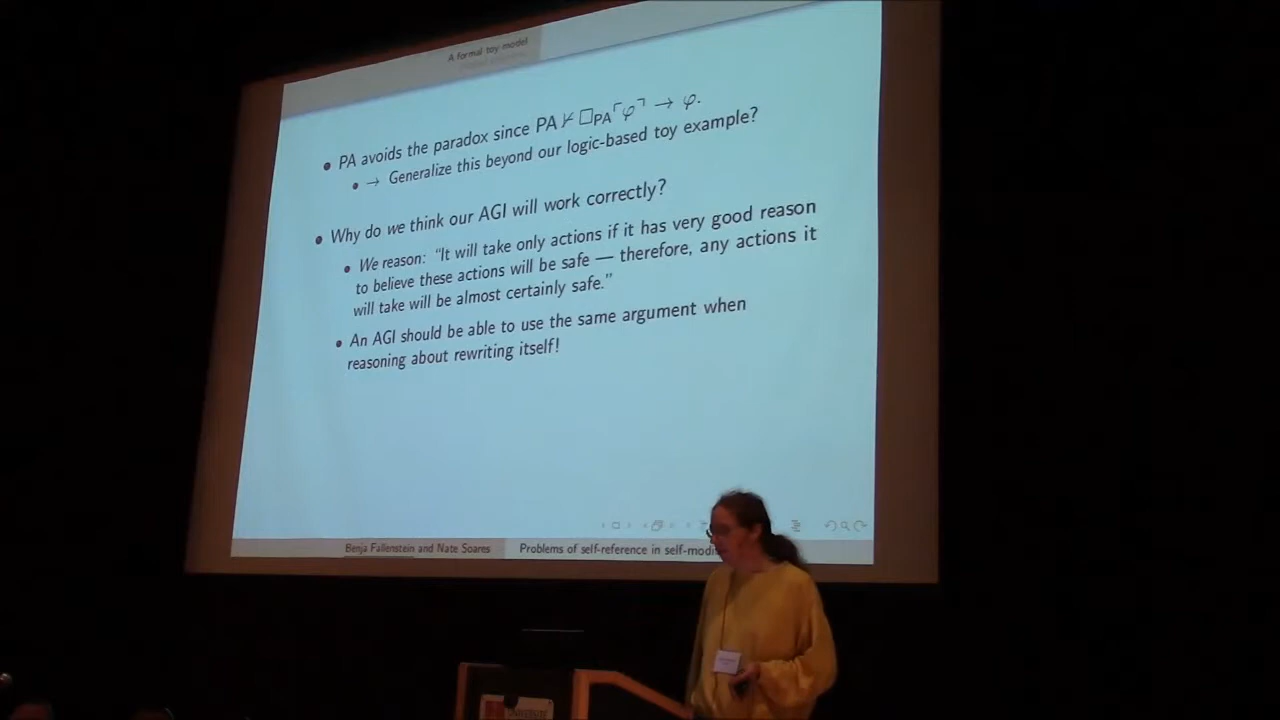 A formal toy model
• PA avoids the paradox since PA ⊬ □PA⌜φ⌝ → φ.
• → Generalize this beyond our logic-based toy example?
• Why do we think our AGI will work correctly?
• We reason: “It will take only actions if it has very good reason
to believe these actions will be safe — therefore, any actions it
will take will be almost certainly safe.”
• An AGI should be able to use the same argument when
reasoning about rewriting itself!
Benja Fallenstein and Nate Soares
Problems of self-reference in self-modi
UNIVERSITÉ